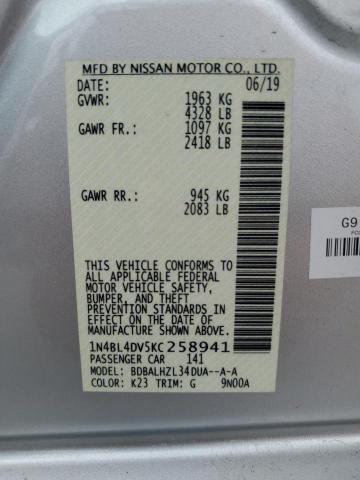 MFD BY NISSAN MOTOR CO., LTD.
DATE: 06/19
GVWR: 1963 KG
4328 LB
GAWR FR.: 1097 KG
2418 LB
GAWR RR.: 945 KG
2083 LB
THIS VEHICLE CONFORMS TO
ALL APPLICABLE FEDERAL
MOTOR VEHICLE SAFETY,
BUMPER, AND THEFT
PREVENTION STANDARDS IN
EFFECT ON THE DATE OF
MANUFACTURE SHOWN ABOVE.
1N4BL4DV5KC258941
PASSENGER CAR 141
MODEL: BDBALHZL34DUA--A-A
COLOR: K23 TRIM: G 9N00A
G9